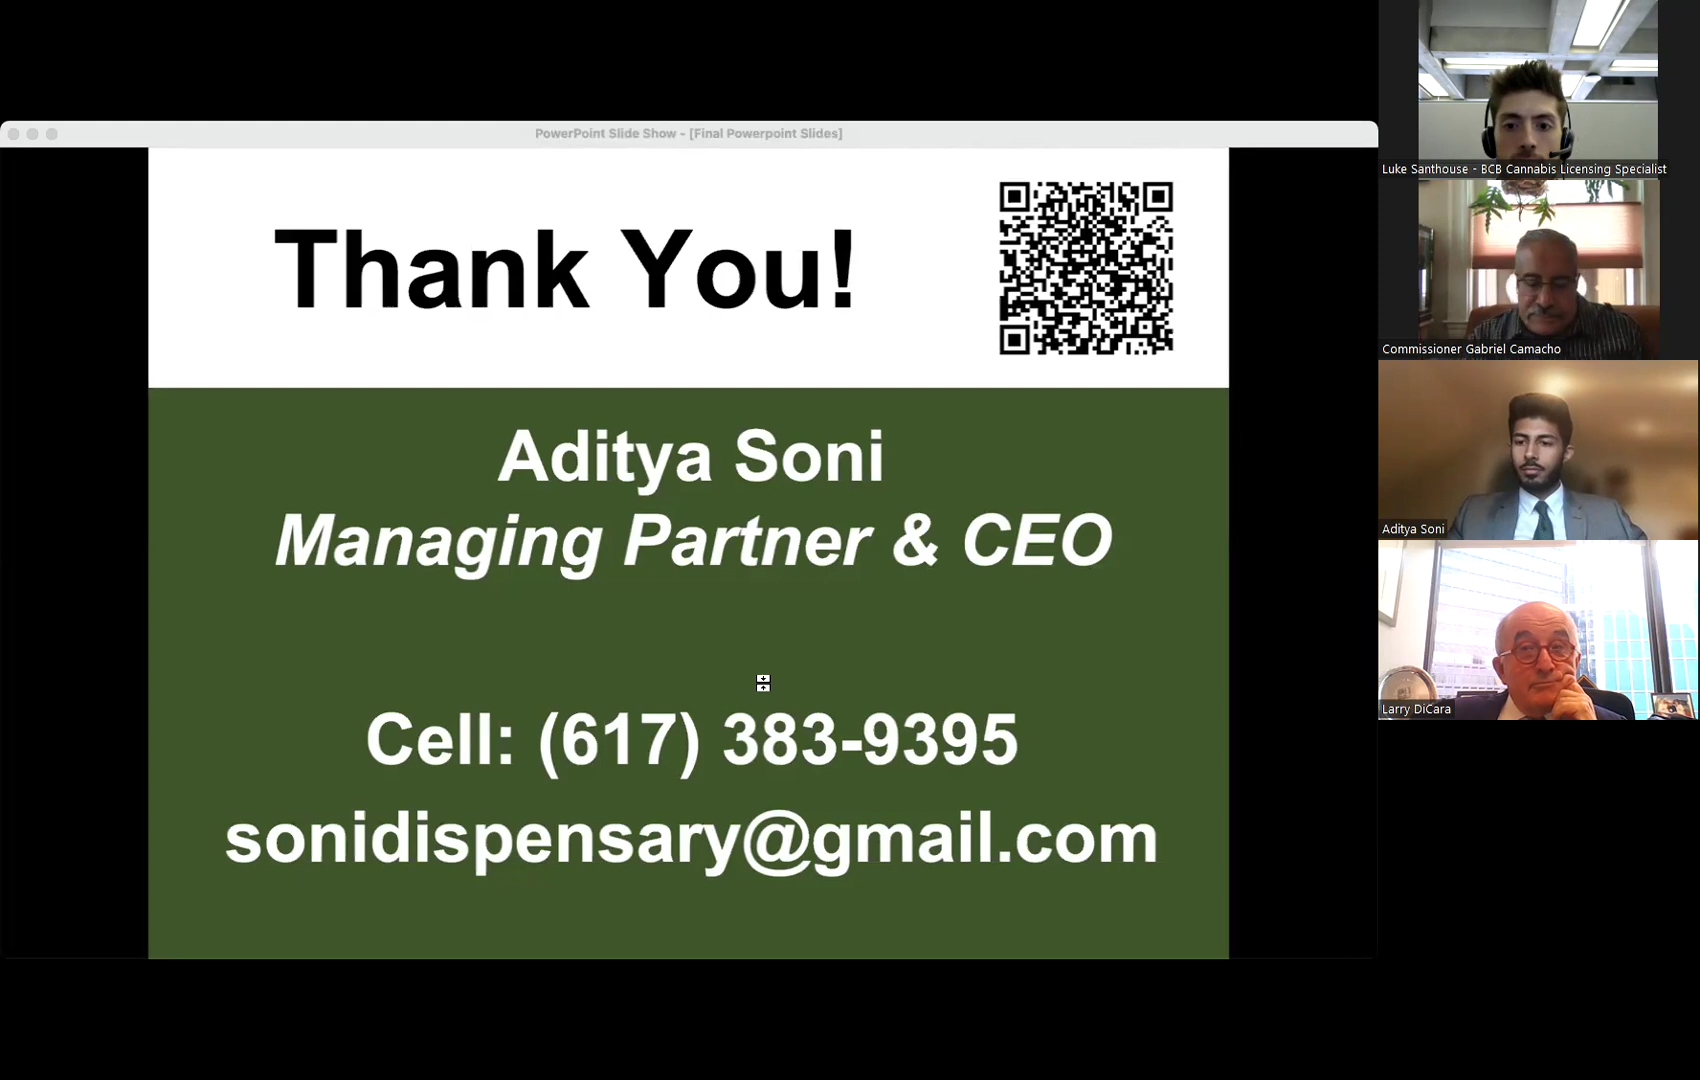 PowerPoint Slide Show - [Final Powerpoint Slides]
Thank You!
Aditya Soni
Managing Partner & CEO
Cell: (617) 383-9395
sonidispensary@gmail.com
Luke Santhouse - BCB Cannabis Licensing Specialist
Commissioner Gabriel Camacho
Aditya Soni
Larry DiCara